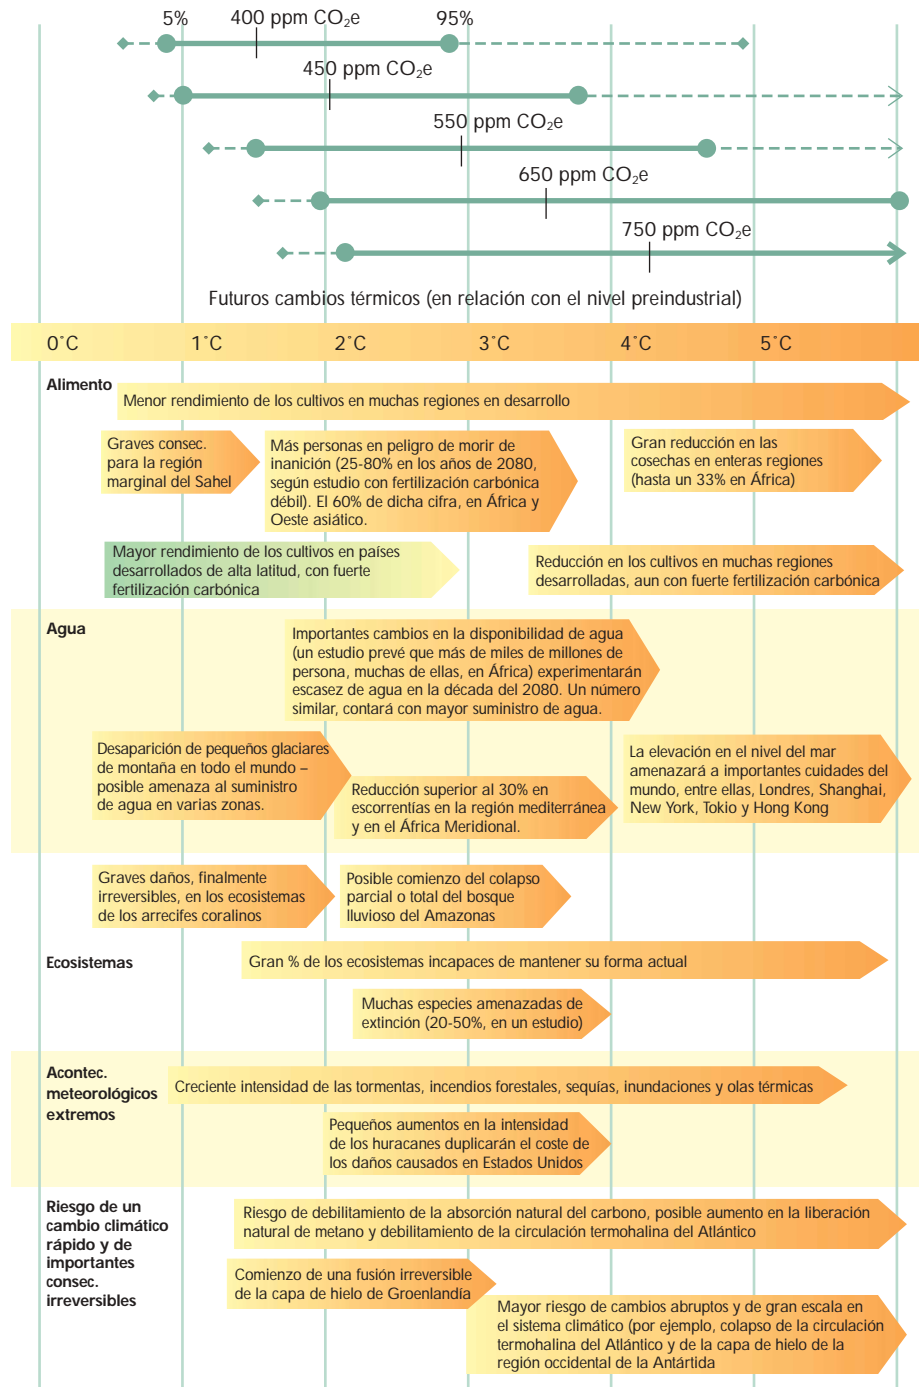 5% 400 ppm CO₂e 95%
450 ppm CO₂e
550 ppm CO₂e
650 ppm CO₂e
750 ppm CO₂e
Futuros cambios térmicos (en relación con el nivel preindustrial)
0°C 1°C 2°C 3°C 4°C 5°C
Alimento
Menor rendimiento de los cultivos en muchas regiones en desarrollo
Graves consec.
para la región
marginal del Sahel
Más personas en peligro de morir de
inanición (25-80% en los años de 2080,
según estudio con fertilización carbónica
débil). El 60% de dicha cifra, en África y
Oeste asiático.
Gran reducción en las
cosechas en enteras regiones
(hasta un 33% en África)
Mayor rendimiento de los cultivos en países
desarrollados de alta latitud, con fuerte
fertilización carbónica
Reducción en los cultivos en muchas regiones
desarrolladas, aun con fuerte fertilización carbónica
Agua
Importantes cambios en la disponibilidad de agua
(un estudio prevé que más de miles de millones de
persona, muchas de ellas, en África) experimentarán
escasez de agua en la década del 2080. Un número
similar, contará con mayor suministro de agua.
Desaparición de pequeños glaciares
de montaña en todo el mundo –
posible amenaza al suministro
de agua en varias zonas.
Reducción superior al 30% en
escorrentías en la región mediterránea
y en el África Meridional.
La elevación en el nivel del mar
amenazará a importantes cuidades del
mundo, entre ellas, Londres, Shanghai,
New York, Tokio y Hong Kong
Graves daños, finalmente
irreversibles, en los ecosistemas
de los arrecifes coralinos
Posible comienzo del colapso
parcial o total del bosque
lluvioso del Amazonas
Ecosistemas
Gran % de los ecosistemas incapaces de mantener su forma actual
Muchas especies amenazadas de
extinción (20-50%, en un estudio)
Acontec.
meteorológicos
extremos
Creciente intensidad de las tormentas, incendios forestales, sequías, inundaciones y olas térmicas
Pequeños aumentos en la intensidad
de los huracanes duplicarán el coste de
los daños causados en Estados Unidos
Riesgo de un
cambio climático
rápido y de
importantes
consec.
irreversibles
Riesgo de debilitamiento de la absorción natural del carbono, posible aumento en la liberación
natural de metano y debilitamiento de la circulación termohalina del Atlántico
Comienzo de una fusión irreversible
de la capa de hielo de Groenlandía
Mayor riesgo de cambios abruptos y de gran escala en
el sistema climático (por ejemplo, colapso de la circulación
termohalina del Atlántico y de la capa de hielo de la
región occidental de la Antártida